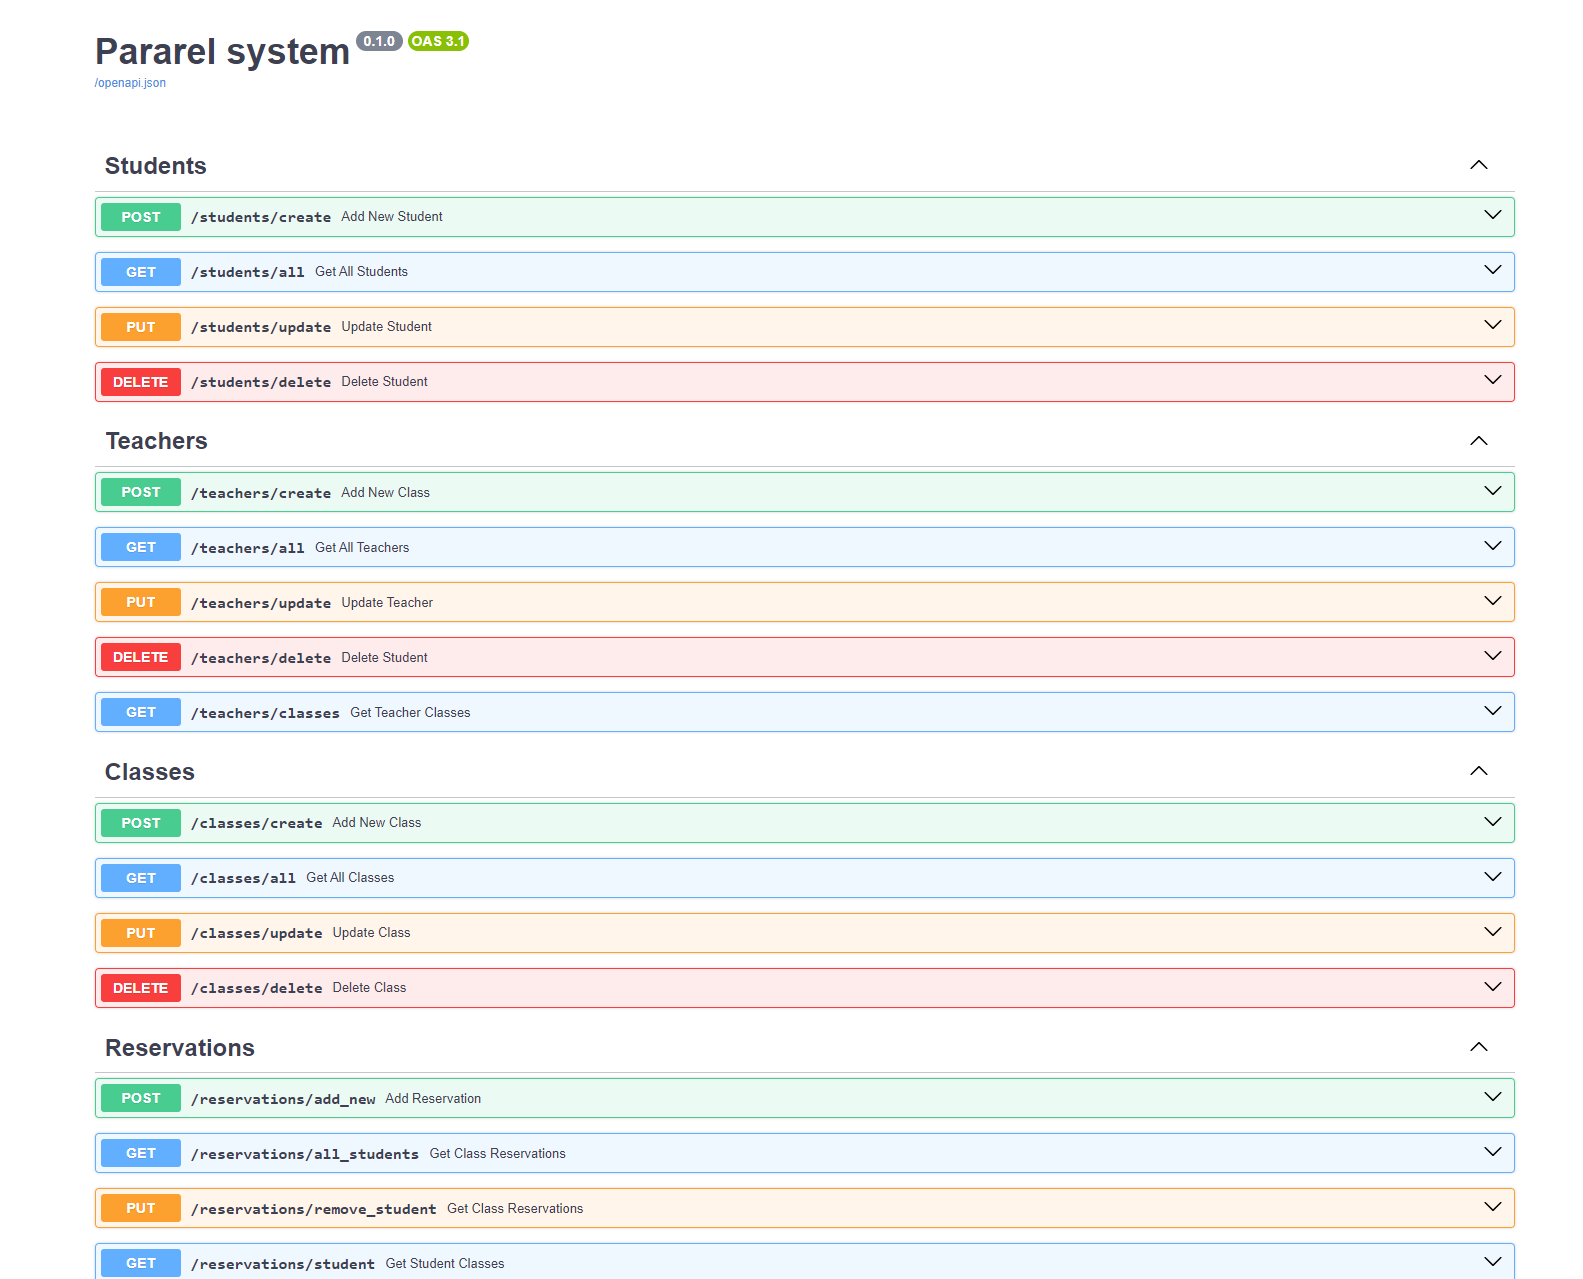 Pararel system 0.1.0 OAS 3.1
/openapi.json
Students
POST /students/create Add New Student
GET /students/all Get All Students
PUT /students/update Update Student
DELETE /students/delete Delete Student
Teachers
POST /teachers/create Add New Class
GET /teachers/all Get All Teachers
PUT /teachers/update Update Teacher
DELETE /teachers/delete Delete Student
GET /teachers/classes Get Teacher Classes
Classes
POST /classes/create Add New Class
GET /classes/all Get All Classes
PUT /classes/update Update Class
DELETE /classes/delete Delete Class
Reservations
POST /reservations/add_new Add Reservation
GET /reservations/all_students Get Class Reservations
PUT /reservations/remove_student Get Class Reservations
GET /reservations/student Get Student Classes